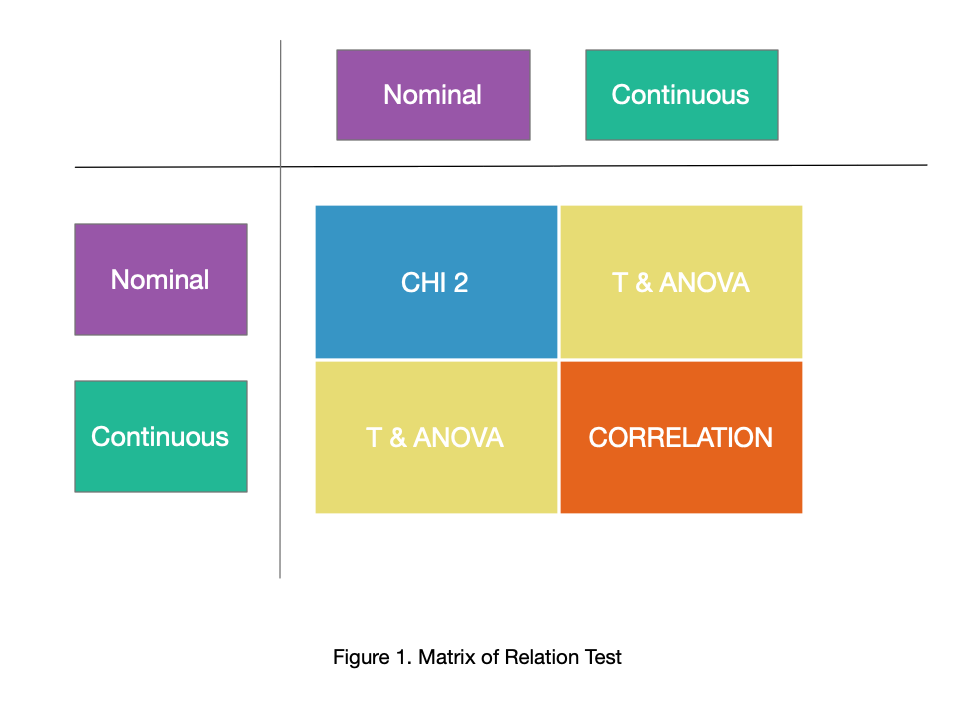 Nominal
Continuous
Nominal
CHI 2
T & ANOVA
Continuous
T & ANOVA
CORRELATION
Figure 1. Matrix of Relation Test